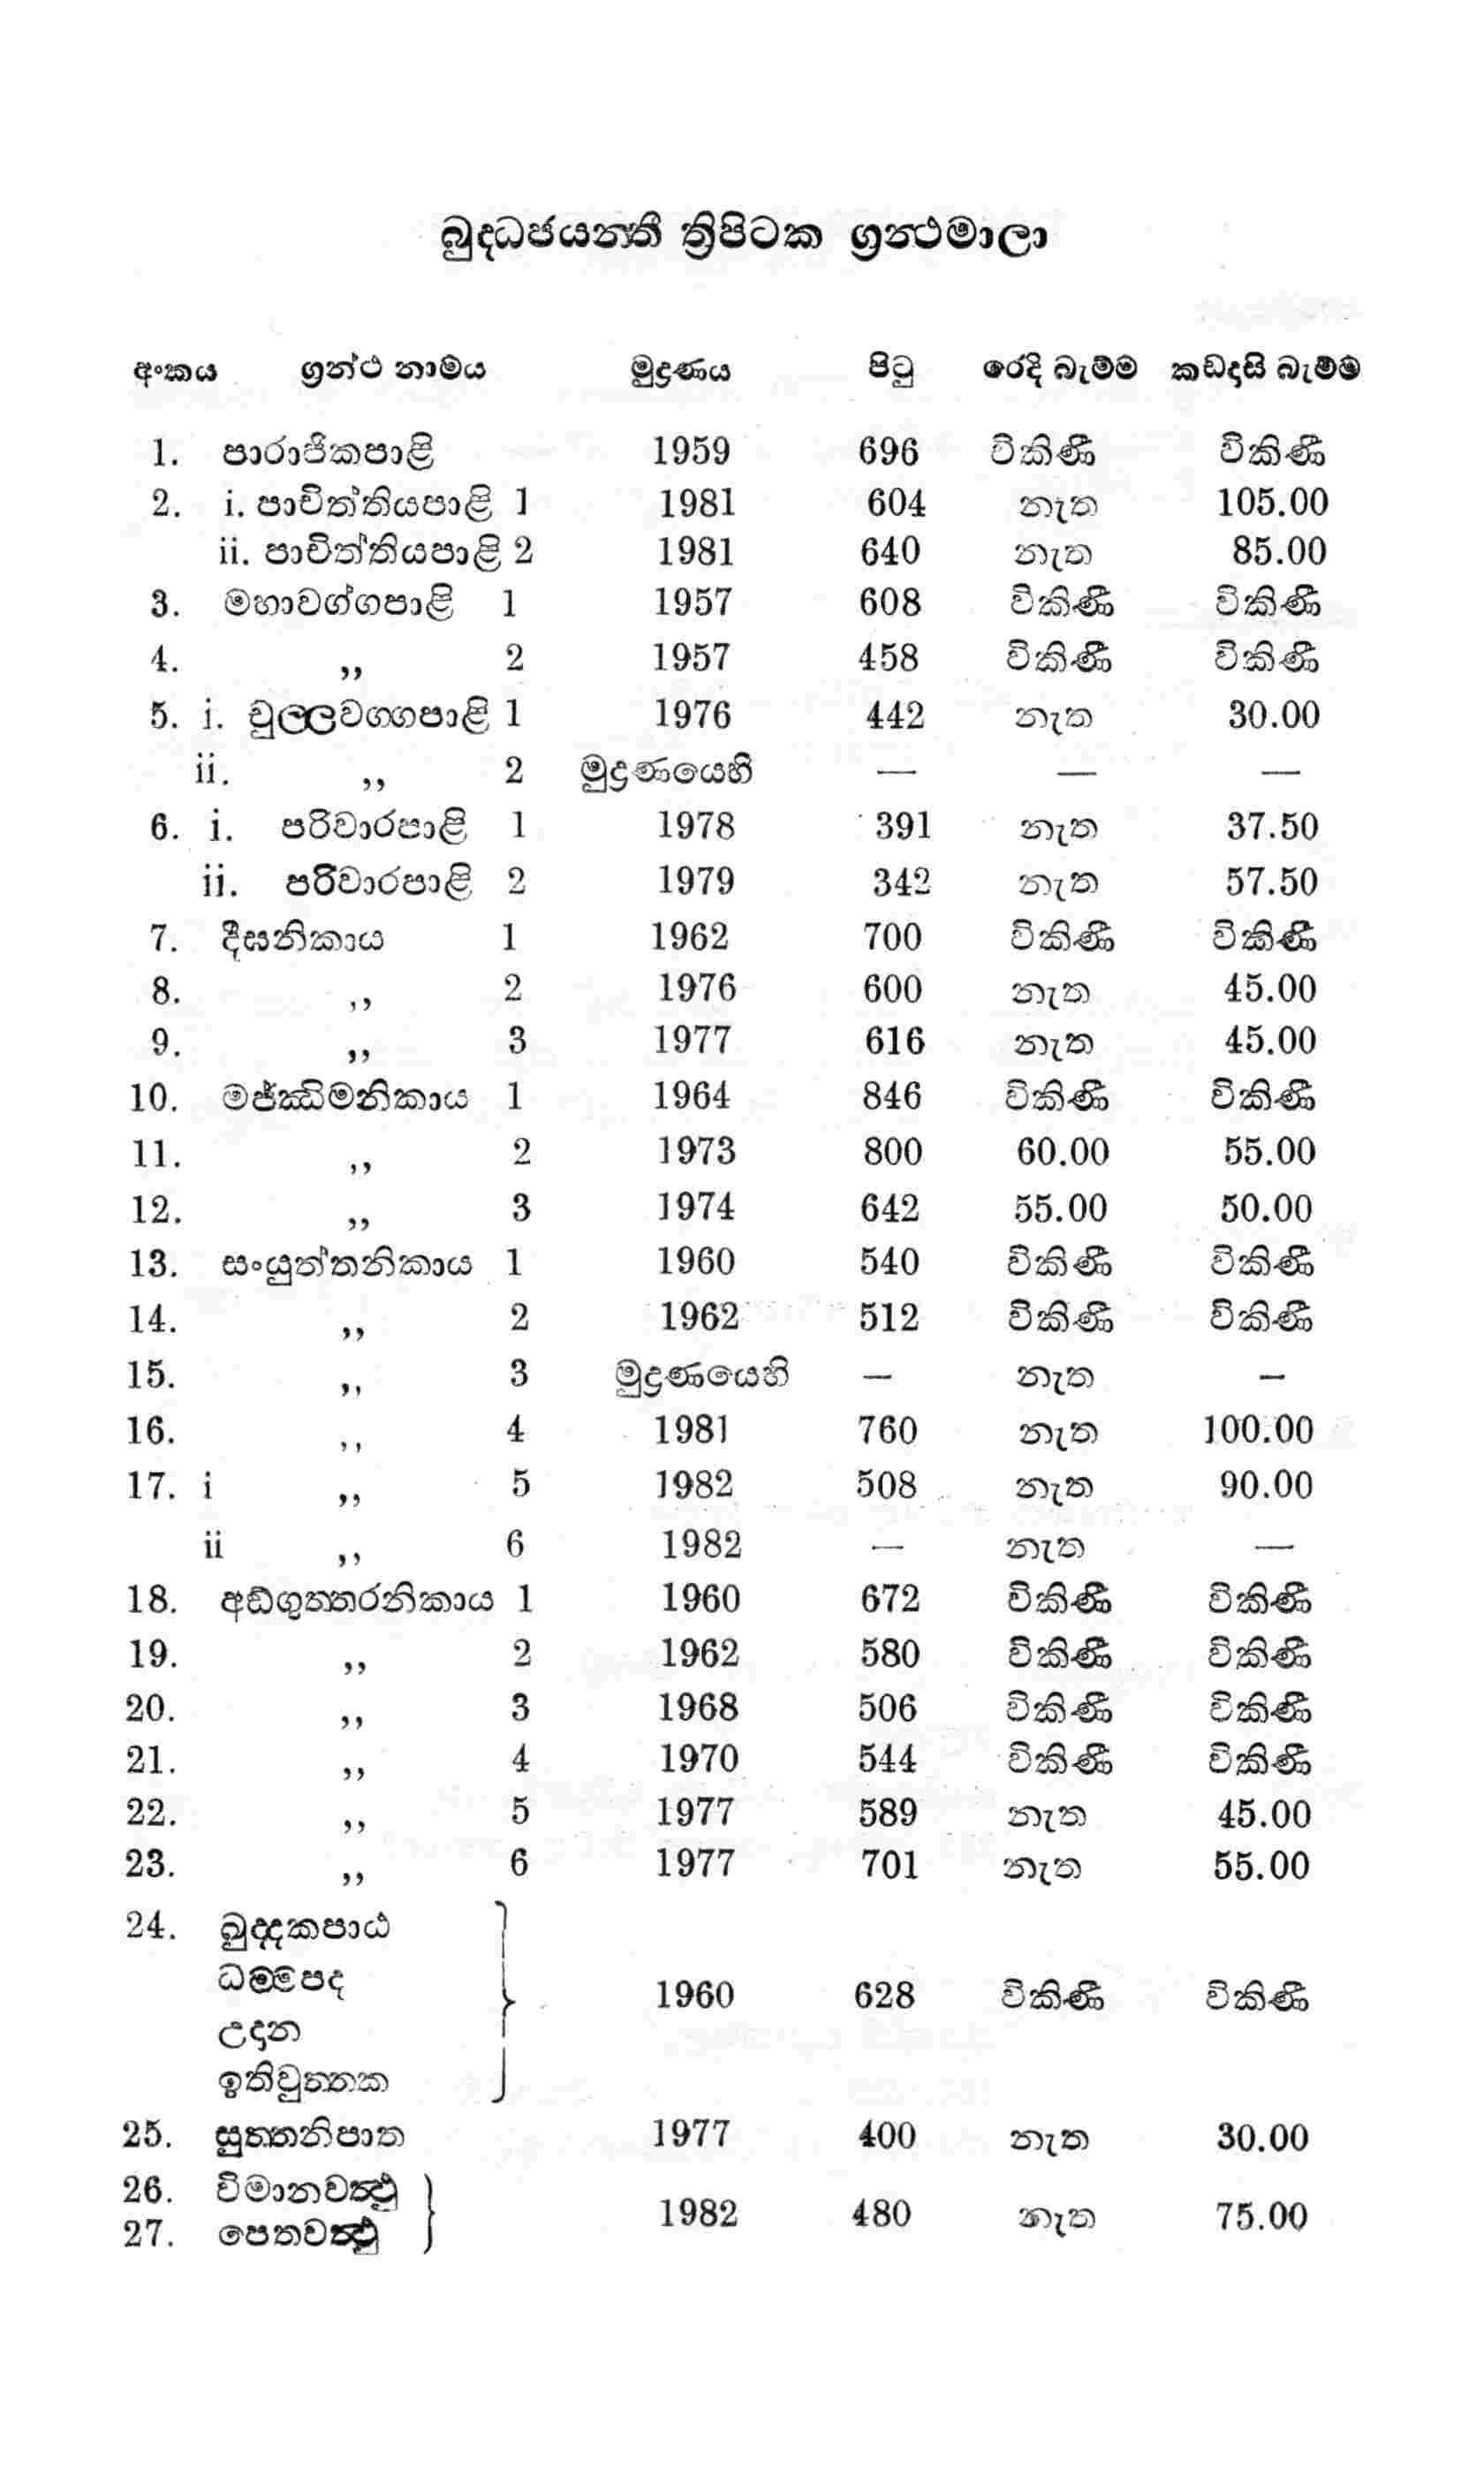 බුද්ධජයන්තී ත්‍රිපිටක ග්‍රන්ථමාලා
අංකය ග්‍රන්ථ නාමය මුද්‍රණය පිටු රෙදි බැම්ම කඩදාසි බැම්ම
1. පාරාජිකපාළි 1959 696 විකිණී විකිණී
2. i. පාචිත්තියපාළි 1 1981 604 නැත 105.00
ii. පාචිත්තියපාළි 2 1981 640 නැත 85.00
3. මහාවග්ගපාළි 1 1957 608 විකිණී විකිණී
4. ,, 2 1957 458 විකිණී විකිණී
5. i. චුල්ලවග්ගපාළි 1 1976 442 නැත 30.00
ii. ,, 2 මුද්‍රණයෙහි — — —
6. i. පරිවාරපාළි 1 1978 391 නැත 37.50
ii. පරිවාරපාළි 2 1979 342 නැත 57.50
7. දීඝනිකාය 1 1962 700 විකිණී විකිණී
8. ,, 2 1976 600 නැත 45.00
9. ,, 3 1977 616 නැත 45.00
10. මජ්ඣිමනිකාය 1 1964 846 විකිණී විකිණී
11. ,, 2 1973 800 60.00 55.00
12. ,, 3 1974 642 55.00 50.00
13. සංයුත්තනිකාය 1 1960 540 විකිණී විකිණී
14. ,, 2 1962 512 විකිණී විකිණී
15. ,, 3 මුද්‍රණයෙහි — නැත —
16. ,, 4 1981 760 නැත 100.00
17. i ,, 5 1982 508 නැත 90.00
ii ,, 6 1982 — නැත —
18. අඞ්ගුත්තරනිකාය 1 1960 672 විකිණී විකිණී
19. ,, 2 1962 580 විකිණී විකිණී
20. ,, 3 1968 506 විකිණී විකිණී
21. ,, 4 1970 544 විකිණී විකිණී
22. ,, 5 1977 589 නැත 45.00
23. ,, 6 1977 701 නැත 55.00
24. ඛුද්දකපාඨ
ධම්මපද
1960 628 විකිණී විකිණී
උදාන
ඉතිවුත්තක
25. සුත්තනිපාත 1977 400 නැත 30.00
26. විමානවත්ථු
1982 480 නැත 75.00
27. පෙතවත්ථු